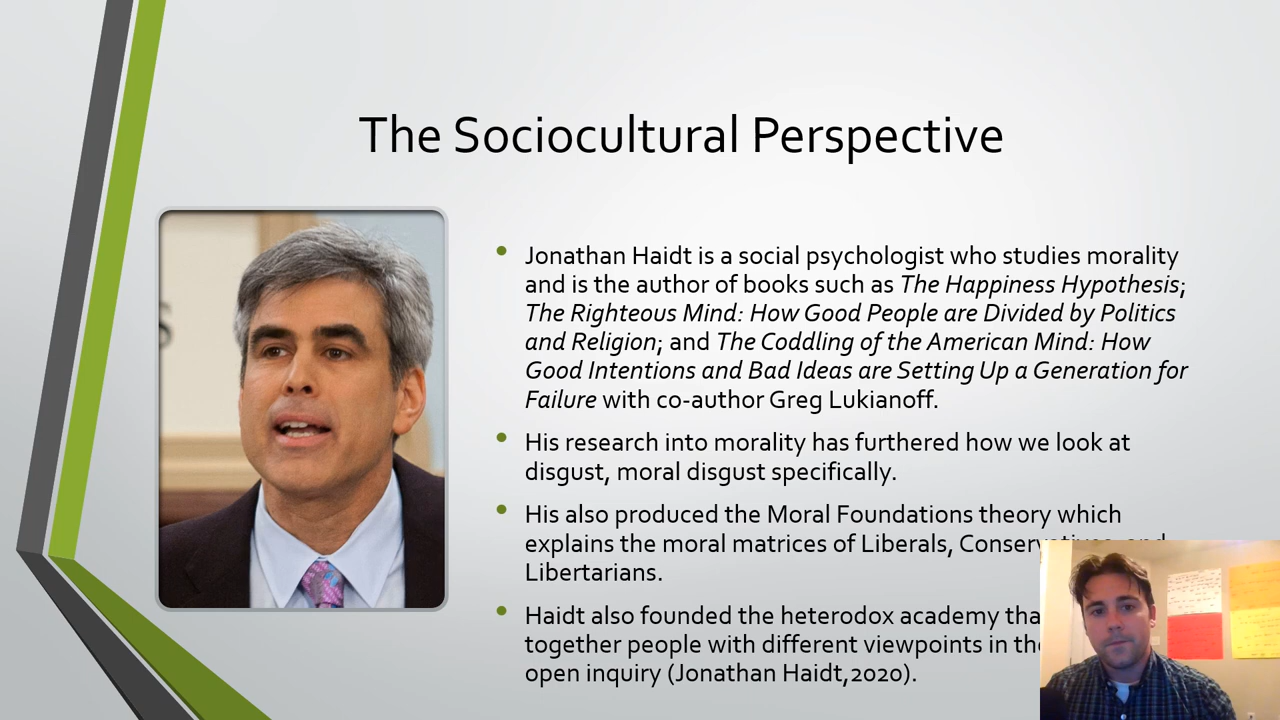 The Sociocultural Perspective
Jonathan Haidt is a social psychologist who studies morality
and is the author of books such as The Happiness Hypothesis;
The Righteous Mind: How Good People are Divided by Politics
and Religion; and The Coddling of the American Mind: How
Good Intentions and Bad Ideas are Setting Up a Generation for
Failure with co-author Greg Lukianoff.
His research into morality has furthered how we look at
disgust, moral disgust specifically.
His also produced the Moral Foundations theory which
explains the moral matrices of Liberals, Conservatives, and
Libertarians.
Haidt also founded the heterodox academy
together people with different viewpoints in
open inquiry (Jonathan Haidt,2020).